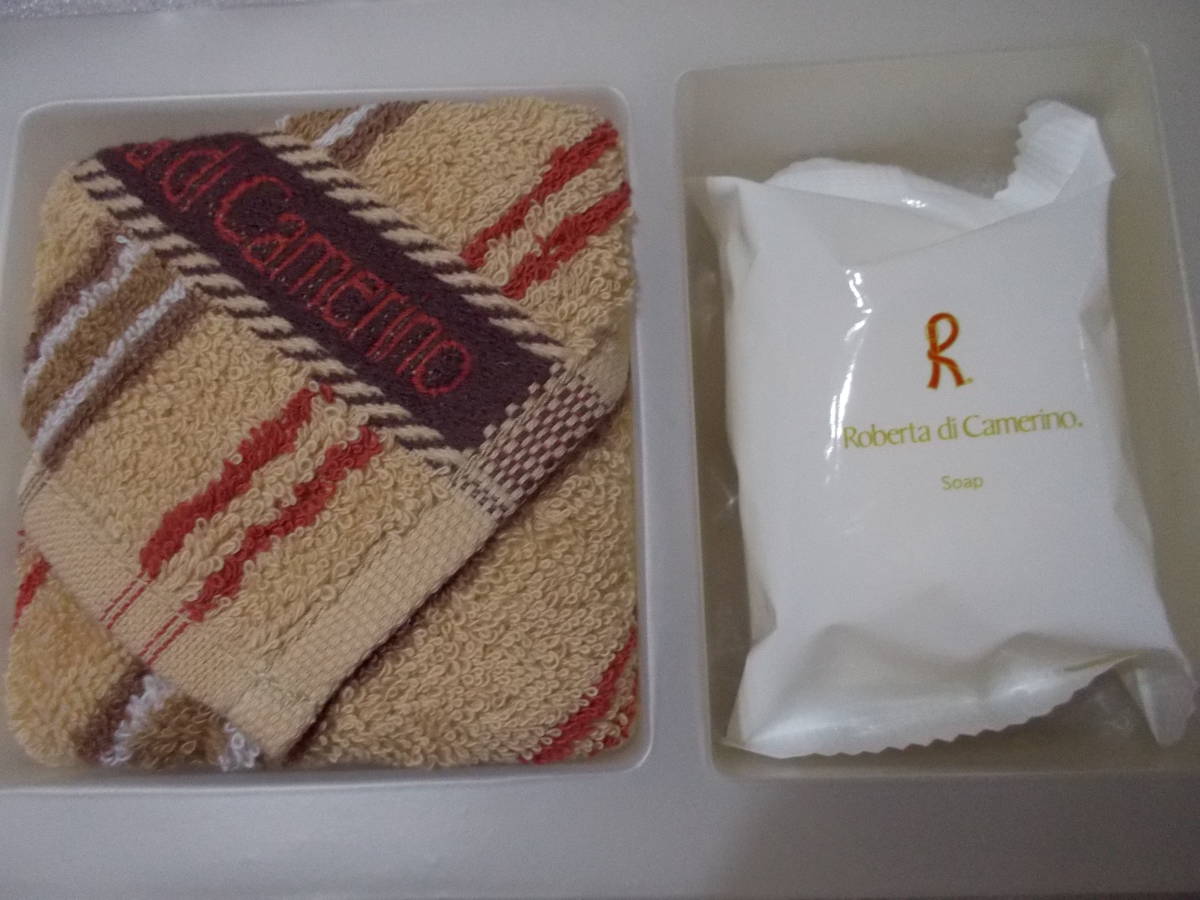 a di Camerino
R
Roberta di Camerino.
Soap